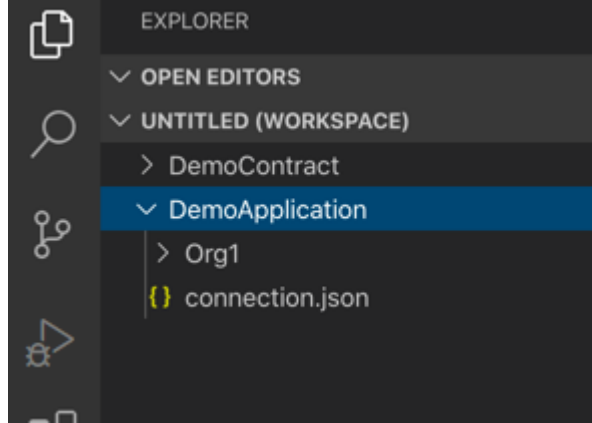 EXPLORER
OPEN EDITORS
UNTITLED (WORKSPACE)
DemoContract
DemoApplication
Org1
{} connection.json